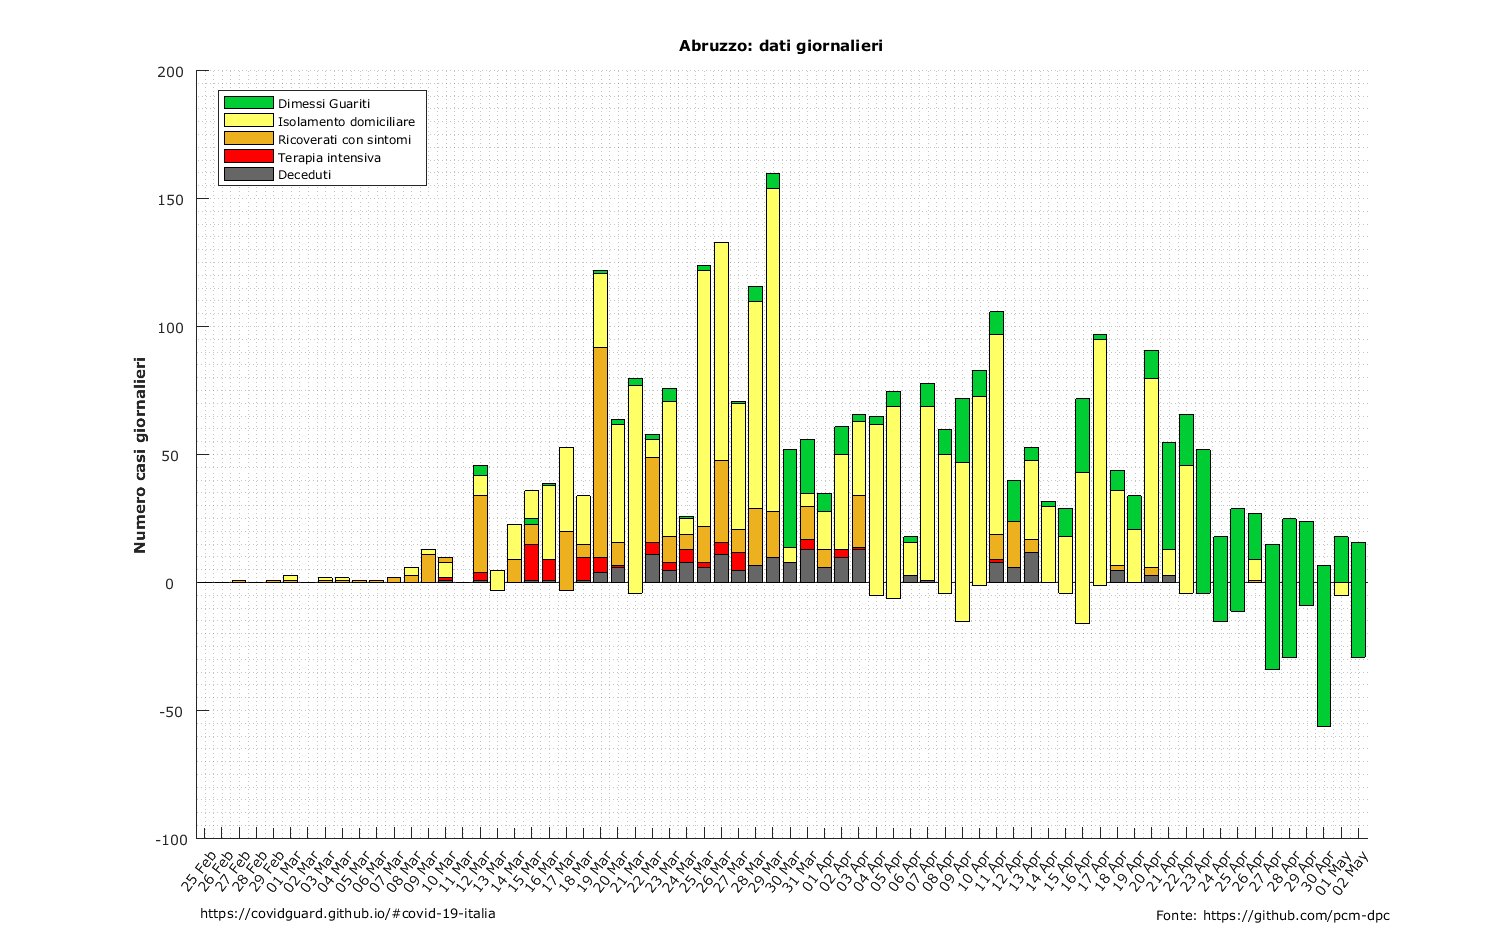 Abruzzo: dati giornalieri
Numero casi giornalieri
200
150
100
50
0
-50
-100
Dimessi Guariti
Isolamento domiciliare
Ricoverati con sintomi
Terapia intensiva
Deceduti
25 Feb
26 Feb
27 Feb
28 Feb
29 Feb
01 Mar
02 Mar
03 Mar
04 Mar
05 Mar
06 Mar
07 Mar
08 Mar
09 Mar
10 Mar
11 Mar
12 Mar
13 Mar
14 Mar
15 Mar
16 Mar
17 Mar
18 Mar
19 Mar
20 Mar
21 Mar
22 Mar
23 Mar
24 Mar
25 Mar
26 Mar
27 Mar
28 Mar
29 Mar
30 Mar
31 Mar
01 Apr
02 Apr
03 Apr
04 Apr
05 Apr
06 Apr
07 Apr
08 Apr
09 Apr
10 Apr
11 Apr
12 Apr
13 Apr
14 Apr
15 Apr
16 Apr
17 Apr
18 Apr
19 Apr
20 Apr
21 Apr
22 Apr
23 Apr
24 Apr
25 Apr
26 Apr
27 Apr
28 Apr
29 Apr
30 Apr
01 May
02 May
https://covidguard.github.io/#covid-19-italia
Fonte: https://github.com/pcm-dpc